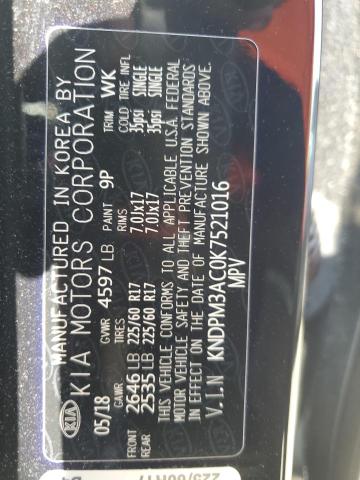 KIA
MANUFACTURED IN KOREA BY
KIA MOTORS CORPORATION
05/18 GVWR 4597 LB PAINT 9P TRIM WK
GAWR TIRES RIMS COLD TIRE INFL
FRONT 2646 LB 225/60 R17 7.0Jx17 35psi SINGLE
REAR 2535 LB 225/60 R17 7.0Jx17 35psi SINGLE
THIS VEHICLE CONFORMS TO ALL APPLICABLE U.S.A. FEDERAL
MOTOR VEHICLE SAFETY AND THEFT PREVENTION STANDARDS
IN EFFECT ON THE DATE OF MANUFACTURE SHOWN ABOVE.
V.I.N KNDPM3AC0K7521016
MPV
225/60R17